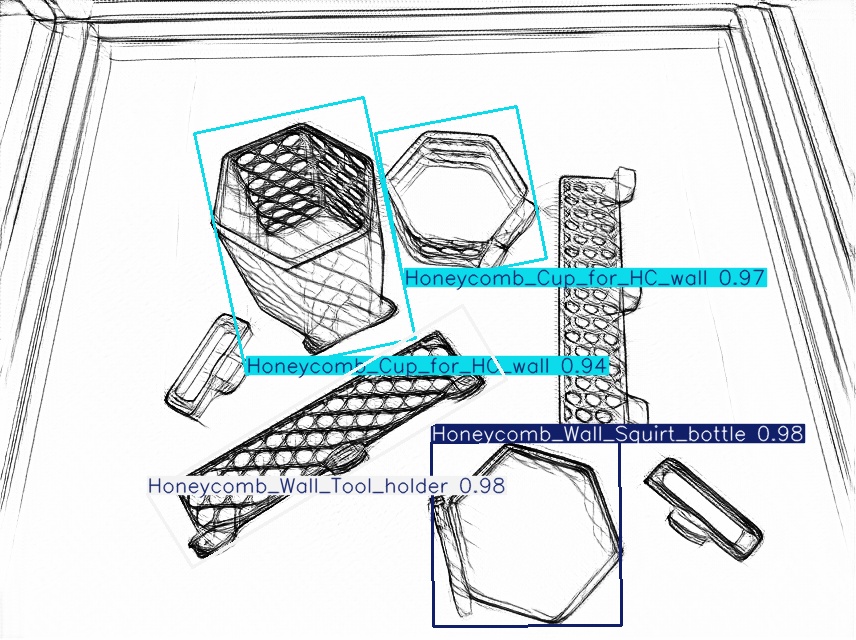 Honeycomb_Cup_for_HC_wall 0.97
Honeycomb_Cup_for_HC_wall 0.94
Honeycomb_Wall_Squirt_bottle 0.98
Honeycomb_Wall_Tool_holder 0.98